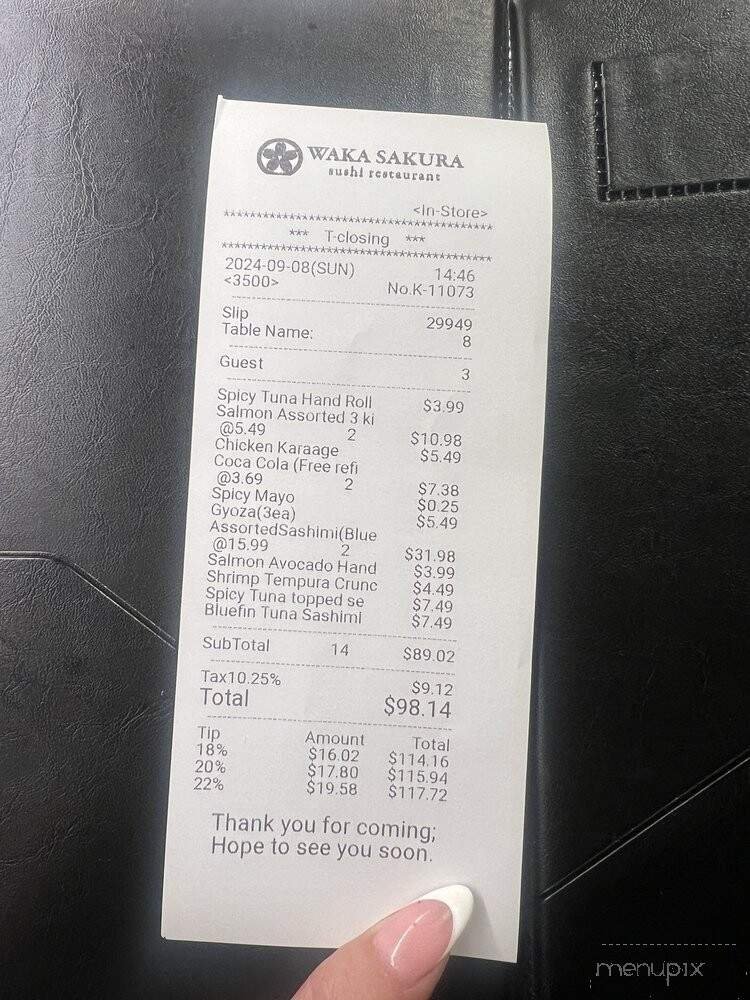 WAKA SAKURA
sushi restaurant
<In-Store>
*****************************************
*** T-closing ***
*****************************************
2024-09-08(SUN) 14:46
<3500> No.K-11073
Slip 29949
Table Name: 8
Guest 3
Spicy Tuna Hand Roll $3.99
Salmon Assorted 3 ki
@5.49 2 $10.98
Chicken Karaage $5.49
Coca Cola (Free refi
@3.69 2 $7.38
Spicy Mayo $0.25
Gyoza(3ea) $5.49
AssortedSashimi(Blue
@15.99 2 $31.98
Salmon Avocado Hand $3.99
Shrimp Tempura Crunc $4.49
Spicy Tuna topped se $7.49
Bluefin Tuna Sashimi $7.49
SubTotal 14 $89.02
Tax10.25% $9.12
Total $98.14
Tip Amount Total
18% $16.02 $114.16
20% $17.80 $115.94
22% $19.58 $117.72
Thank you for coming;
Hope to see you soon.
menupix